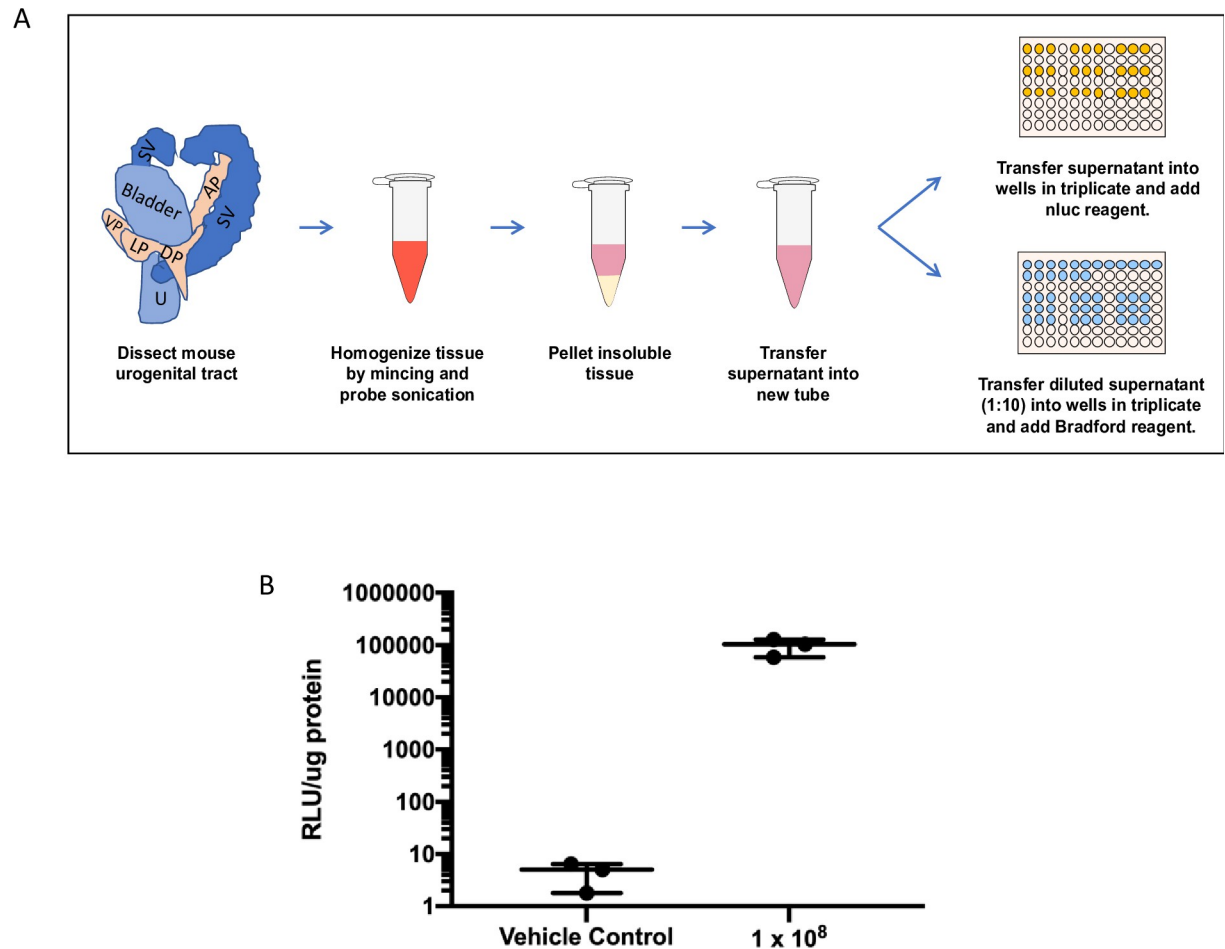 A
SV
Bladder
AP
SV
VP
LP
DP
U
Dissect mouse
urogenital tract
Homogenize tissue
by mincing and
probe sonication
Pellet insoluble
tissue
Transfer
supernatant into
new tube
Transfer supernatant into
wells in triplicate and add
nluc reagent.
Transfer diluted supernatant
(1:10) into wells in triplicate
and add Bradford reagent.
B
RLU/ug protein
1000000
100000
10000
1000
100
10
1
Vehicle Control
1 x 10⁸